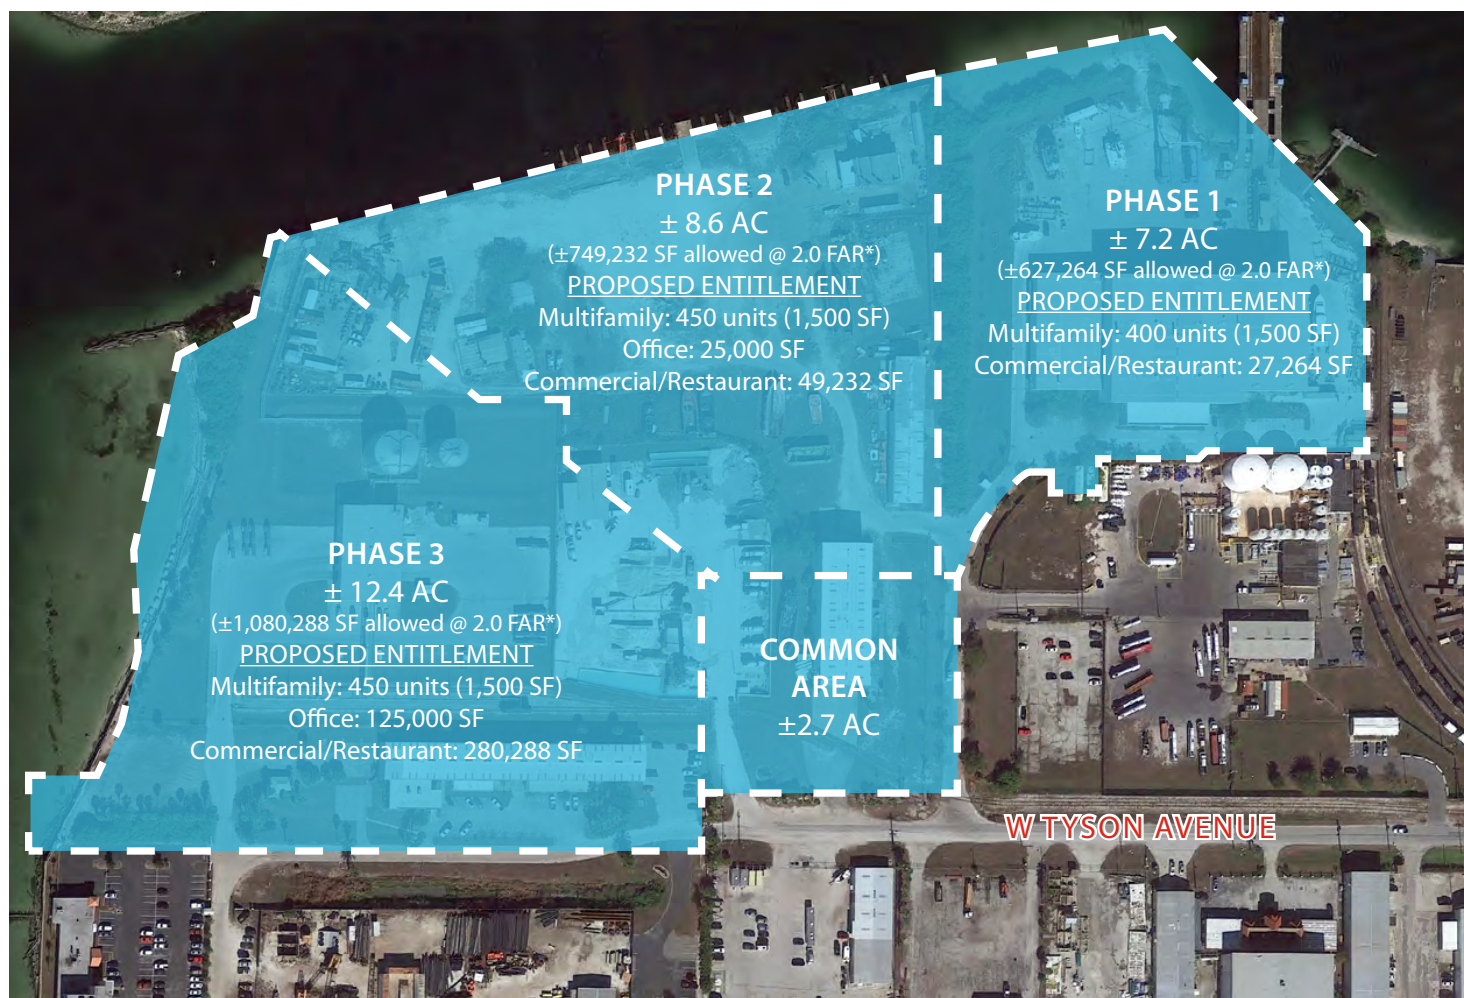 PHASE 2
± 8.6 AC
(±749,232 SF allowed @ 2.0 FAR*)
PROPOSED ENTITLEMENT
Multifamily: 450 units (1,500 SF)
Office: 25,000 SF
Commercial/Restaurant: 49,232 SF
PHASE 1
± 7.2 AC
(±627,264 SF allowed @ 2.0 FAR*)
PROPOSED ENTITLEMENT
Multifamily: 400 units (1,500 SF)
Commercial/Restaurant: 27,264 SF
PHASE 3
± 12.4 AC
(±1,080,288 SF allowed @ 2.0 FAR*)
PROPOSED ENTITLEMENT
Multifamily: 450 units (1,500 SF)
Office: 125,000 SF
Commercial/Restaurant: 280,288 SF
COMMON
AREA
±2.7 AC
W TYSON AVENUE